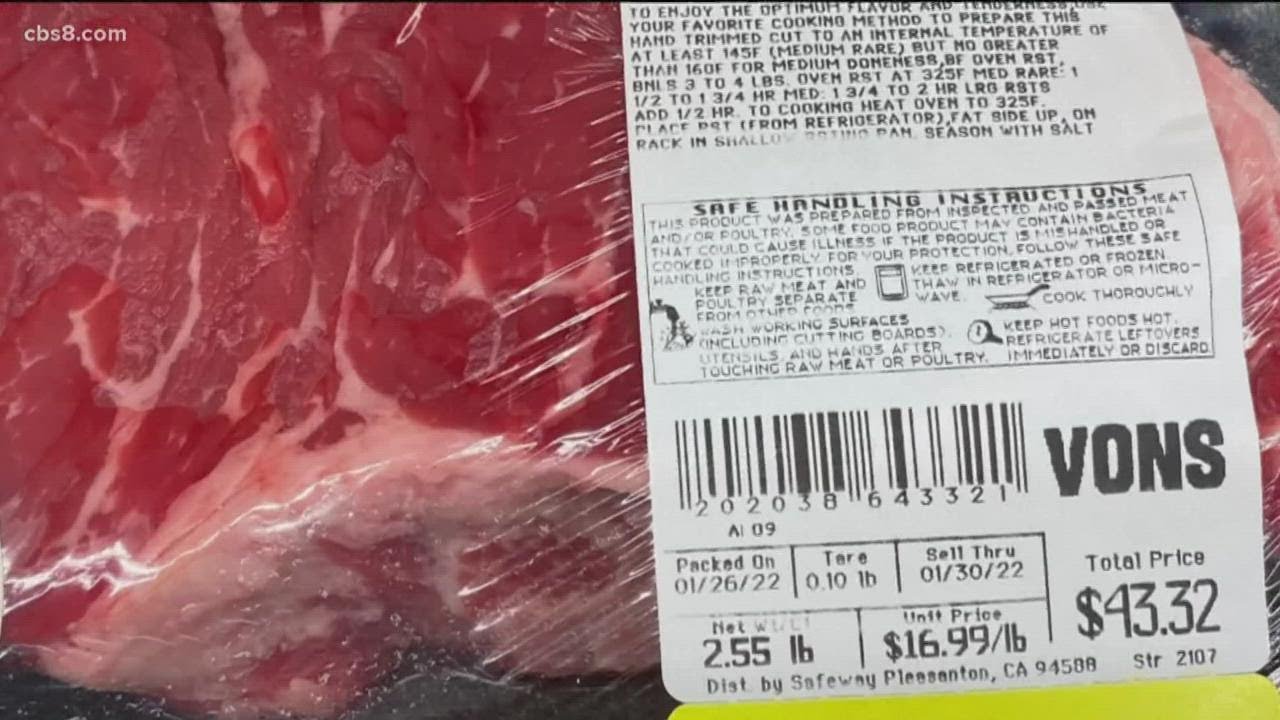 cbs8.com
TO ENJOY THE OPTIMUM FLAVOR AND TENDERNESS,USE
YOUR FAVORITE COOKING METHOD TO PREPARE THIS
HAND TRIMMED CUT TO AN INTERNAL TEMPERATURE OF
AT LEAST 145F (MEDIUM RARE) BUT NO GREATER
THAN 160F FOR MEDIUM DONENESS,BF OVEN RST,
BNLS 3 TO 4 LBS. OVEN RST AT 325F MED RARE: 1
1/2 TO 1 3/4 HR MED: 1 3/4 TO 2 HR LRG RSTS
ADD 1/2 HR. TO COOKING HEAT OVEN TO 325F.
PLACE RST (FROM REFRIGERATOR),FAT SIDE UP, ON
RACK IN SHALLOW RSTING PAN. SEASON WITH SALT
SAFE HANDLING INSTRUCTIONS
THIS PRODUCT WAS PREPARED FROM INSPECTED AND PASSED MEAT
AND/OR POULTRY. SOME FOOD PRODUCT MAY CONTAIN BACTERIA
THAT COULD CAUSE ILLNESS IF THE PRODUCT IS MISHANDLED OR
COOKED IMPROPERLY. FOR YOUR PROTECTION, FOLLOW THESE SAFE
HANDLING INSTRUCTIONS.
KEEP REFRIGERATED OR FROZEN.
THAW IN REFRIGERATOR OR MICRO-
WAVE.
KEEP RAW MEAT AND
POULTRY SEPARATE
FROM OTHER FOODS.
COOK THOROUGHLY
WASH WORKING SURFACES
(INCLUDING CUTTING BOARDS),
UTENSILS, AND HANDS AFTER
TOUCHING RAW MEAT OR POULTRY.
KEEP HOT FOODS HOT.
REFRIGERATE LEFTOVERS
IMMEDIATELY OR DISCARD.
2 02038 643321
VONS
AI 09
Packed On
01/26/22
Tare
0.10 lb
Sell Thru
01/30/22
Total Price
$43.32
Net Wt/Ct
2.55 lb
Unit Price
$16.99/lb
Dist. by Safeway Pleasanton, CA 94588 Str 2107